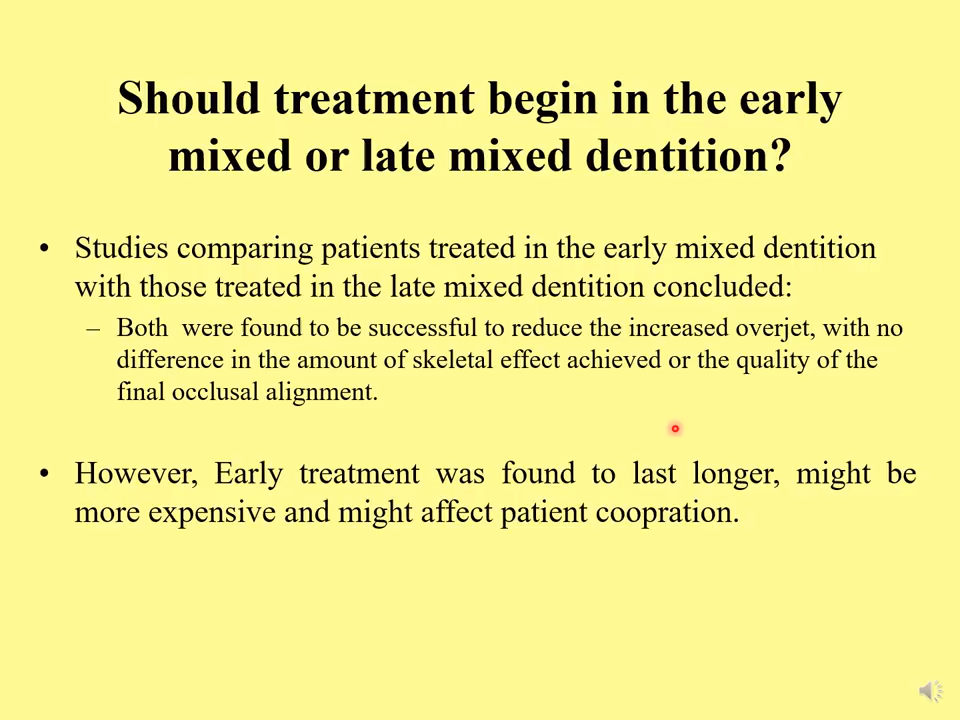 Should treatment begin in the early
mixed or late mixed dentition?
• Studies comparing patients treated in the early mixed dentition
with those treated in the late mixed dentition concluded:
– Both were found to be successful to reduce the increased overjet, with no
difference in the amount of skeletal effect achieved or the quality of the
final occlusal alignment.
• However, Early treatment was found to last longer, might be
more expensive and might affect patient coopration.